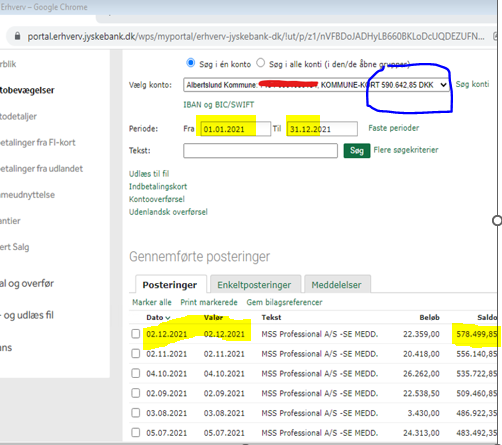 Erhverv – Google Chrome
portal.erhverv.jyskebank.dk/wps/myportal/erhverv-jyskebank-dk/!ut/p/z1/nVFBDoJADHyLB660BKLoDcUQDEZUFN...
Søg i én konto Søg i alle konti (i den/de åbne grupper)
Vælg konto: Albertslund Kommune KOMMUNE-KORT 590.642,85 DKK Søg konti
IBAN og BIC/SWIFT
Periode: Fra 01.01.2021 Til 31.12.2021 Faste perioder
Tekst: Søg Flere søgekriterier
Udlæs til fil
Indbetalingskort
Kontooverførsel
Udenlandsk overførsel
rblik
tobevægelser
todetaljer
etalinger fra FI-kort
etalinger fra udlandet
meudnyttelse
antier
ert Salg
al og overfør
- og udlæs fil
ns
Gennemførte posteringer
Posteringer Enkeltposteringer Meddelelser
Marker alle Print markerede Gem bilagsreferencer
Dato Valør Tekst Beløb Saldo
02.12.2021 02.12.2021 MSS Professional A/S -SE MEDD. 22.359,00 578.499,85
02.11.2021 02.11.2021 MSS Professional A/S -SE MEDD. 20.418,00 556.140,85
04.10.2021 04.10.2021 MSS Professional A/S -SE MEDD. 26.262,00 535.722,85
02.09.2021 02.09.2021 MSS Professional A/S -SE MEDD. 22.538,50 509.460,85
03.08.2021 03.08.2021 MSS Professional A/S -SE MEDD. 3.430,00 486.922,35
05.07.2021 05.07.2021 MSS Professional A/S -SE MEDD. 24.313,00 483.492,35